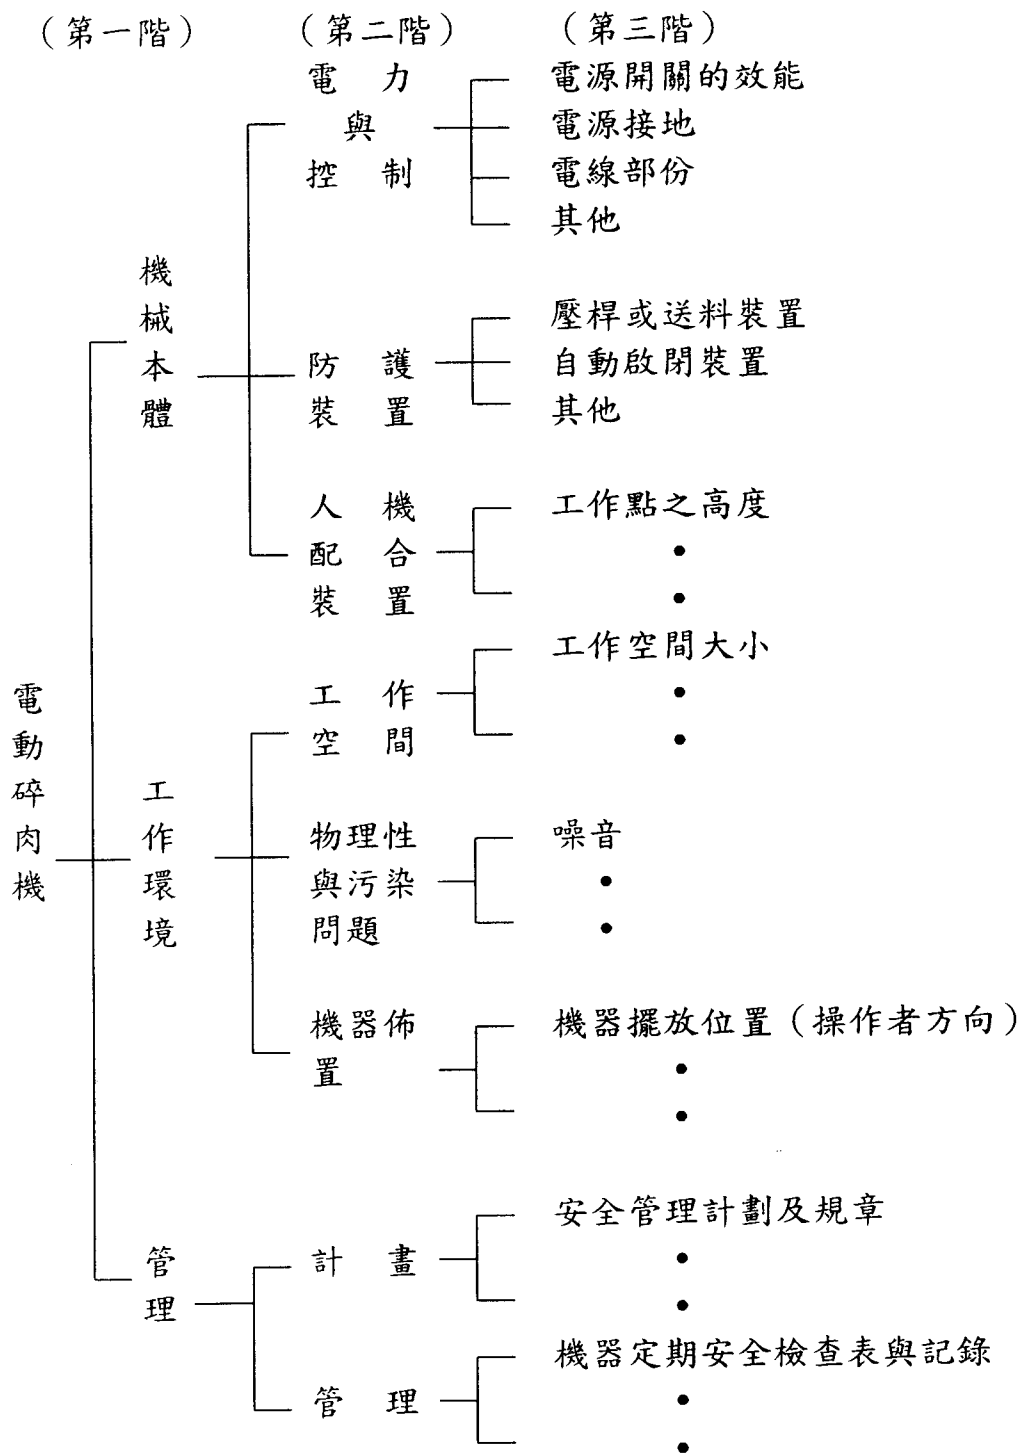 （第一階）　（第二階）　（第三階）
電動碎肉機
機械本體
電力
與
控制
電源開關的效能
電源接地
電線部份
其他
防護
裝置
壓桿或送料裝置
自動啟閉裝置
其他
人機
配合
裝置
工作點之高度
•
•
工作環境
工作
空間
工作空間大小
•
•
物理性
與污染
問題
噪音
•
•
機器佈
置
機器擺放位置（操作者方向）
•
•
管理
計畫
安全管理計劃及規章
•
•
管理
機器定期安全檢查表與記錄
•
•